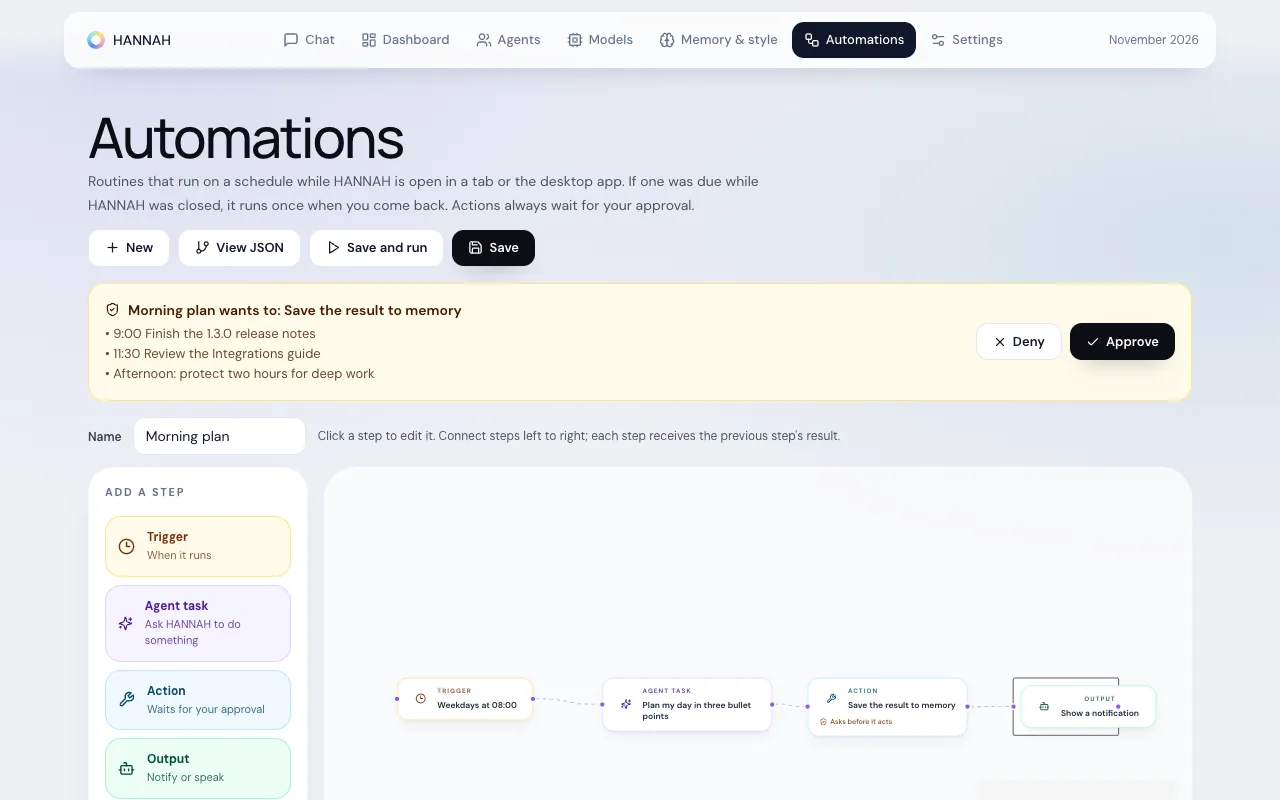 HANNAH
Chat
Dashboard
Agents
Models
Memory & style
Automations
Settings
November 2026
Automations
Routines that run on a schedule while HANNAH is open in a tab or the desktop app. If one was due while
HANNAH was closed, it runs once when you come back. Actions always wait for your approval.
New
View JSON
Save and run
Save
Morning plan wants to: Save the result to memory
• 9:00 Finish the 1.3.0 release notes
• 11:30 Review the Integrations guide
• Afternoon: protect two hours for deep work
Deny
Approve
Name
Morning plan
Click a step to edit it. Connect steps left to right; each step receives the previous step's result.
ADD A STEP
Trigger
When it runs
Agent task
Ask HANNAH to do
something
Action
Waits for your approval
Output
Notify or speak
TRIGGER
Weekdays at 08:00
AGENT TASK
Plan my day in three bullet
points
ACTION
Save the result to memory
Asks before it acts
OUTPUT
Show a notification